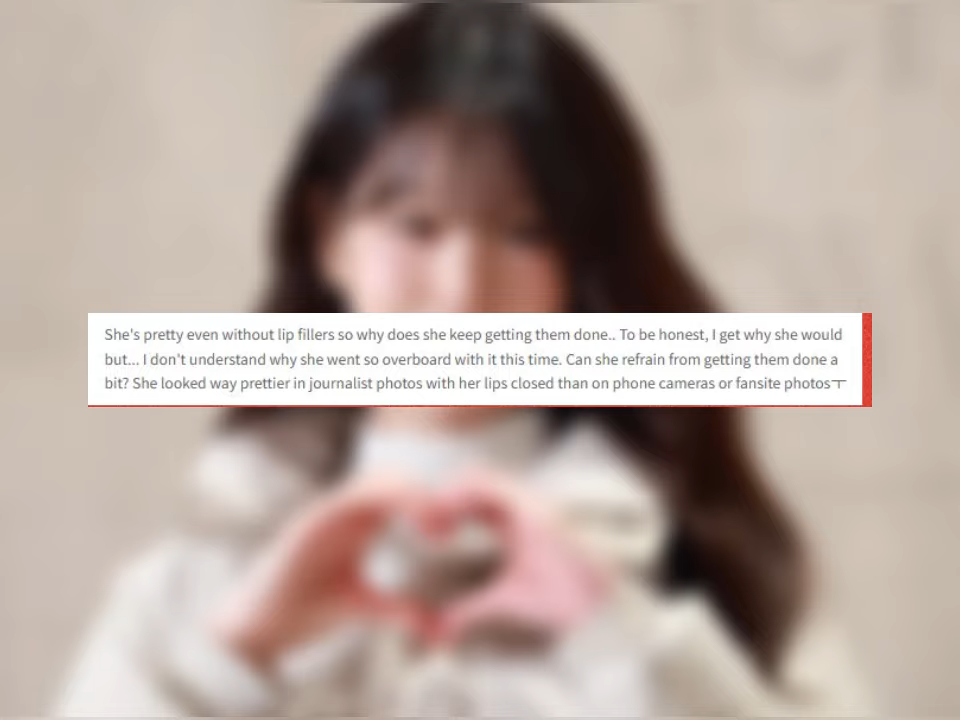 She's pretty even without lip fillers so why does she keep getting them done.. To be honest, I get why she would
but... I don't understand why she went so overboard with it this time. Can she refrain from getting them done a
bit? She looked way prettier in journalist photos with her lips closed than on phone cameras or fansite photosㅜ